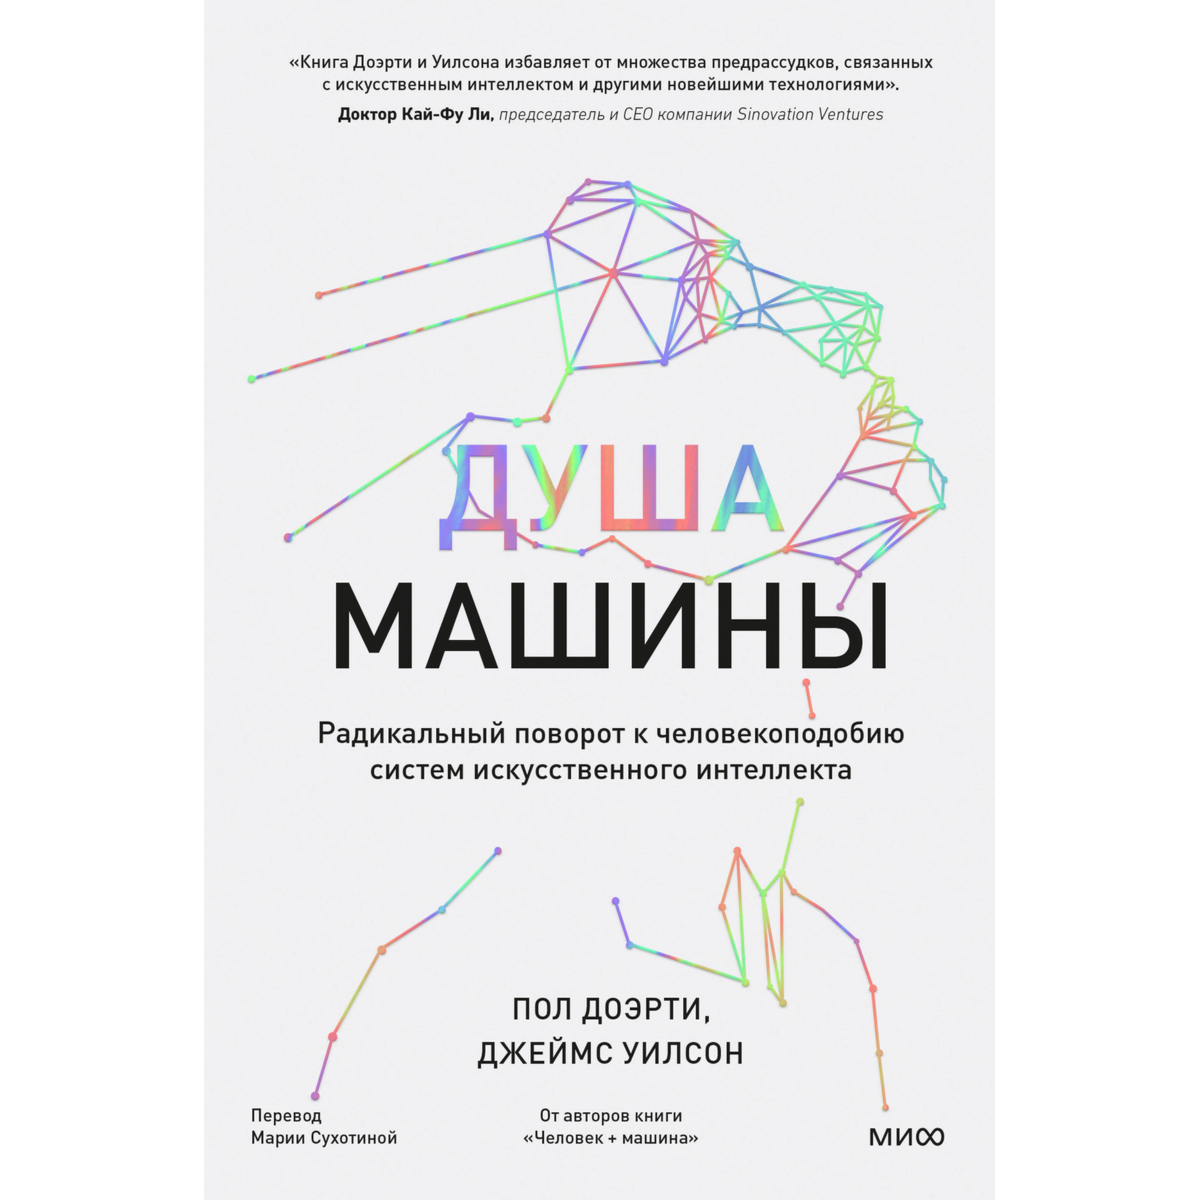 «Книга Доэрти и Уилсона избавляет от множества предрассудков, связанных
с искусственным интеллектом и другими новейшими технологиями».
Доктор Кай-Фу Ли, председатель и СЕО компании Sinovation Ventures
ДУША
МАШИНЫ
Радикальный поворот к человекоподобию
систем искусственного интеллекта
ПОЛ ДОЭРТИ,
ДЖЕЙМС УИЛСОН
Перевод
Марии Сухотиной
От авторов книги
«Человек + машина»
МИФ